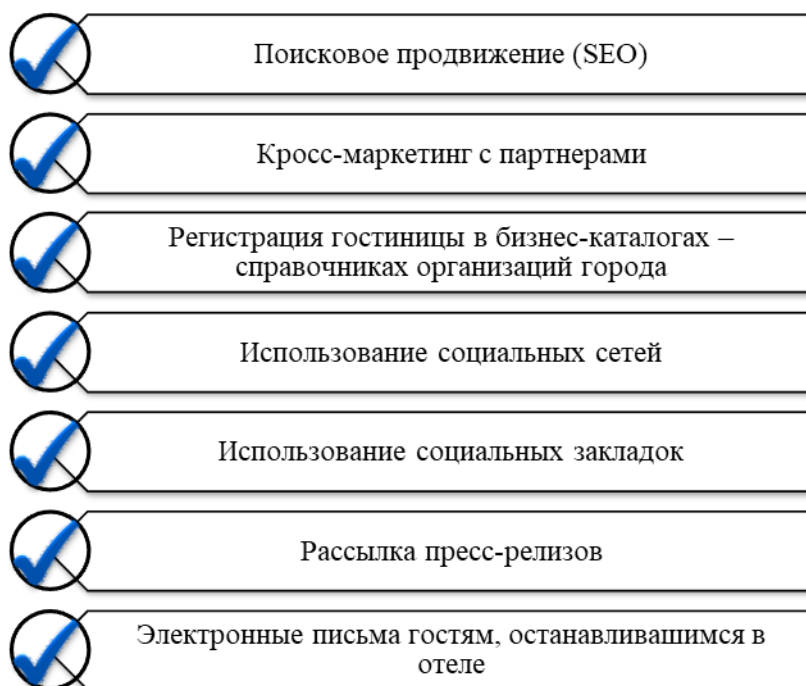 Поисковое продвижение (SEO)
Кросс-маркетинг с партнерами
Регистрация гостиницы в бизнес-каталогах –
справочниках организаций города
Использование социальных сетей
Использование социальных закладок
Рассылка пресс-релизов
Электронные письма гостям, останавливашимся в
отеле